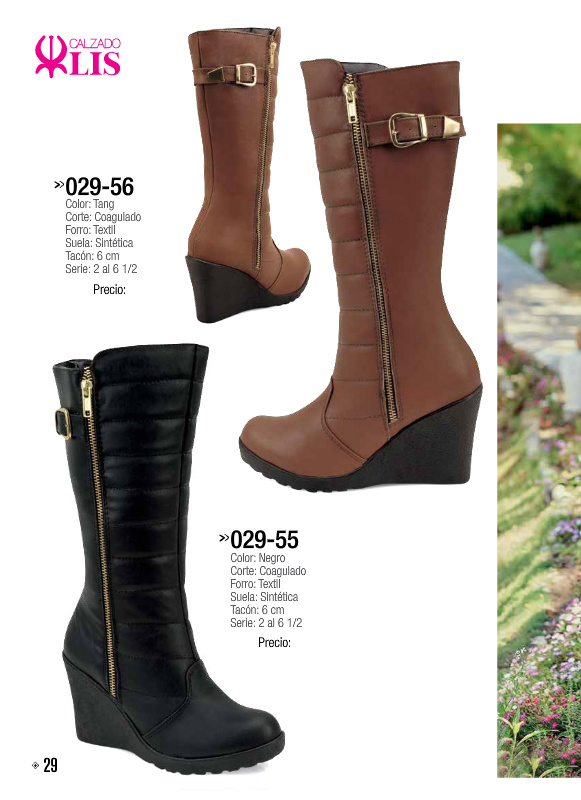 CALZADO
LIS
029-56
Color: Tang
Corte: Coagulado
Forro: Textil
Suela: Sintética
Tacón: 6 cm
Serie: 2 al 6 1/2
Precio:
029-55
Color: Negro
Corte: Coagulado
Forro: Textil
Suela: Sintética
Tacón: 6 cm
Serie: 2 al 6 1/2
Precio:
29